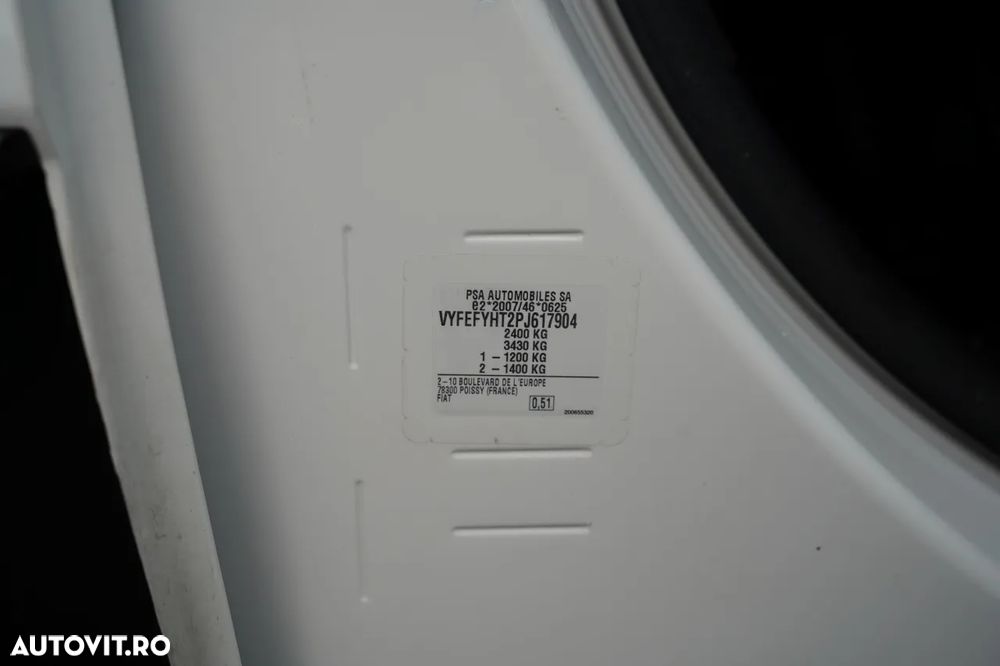 PSA AUTOMOBILES SA
e2*2007/46*0625
VYFEFYHT2PJ617904
2400 KG
3430 KG
1 – 1200 KG
2 – 1400 KG
2–10 BOULEVARD DE L'EUROPE
78300 POISSY (FRANCE)
FIAT
0,51
200655320
AUTOVIT.RO